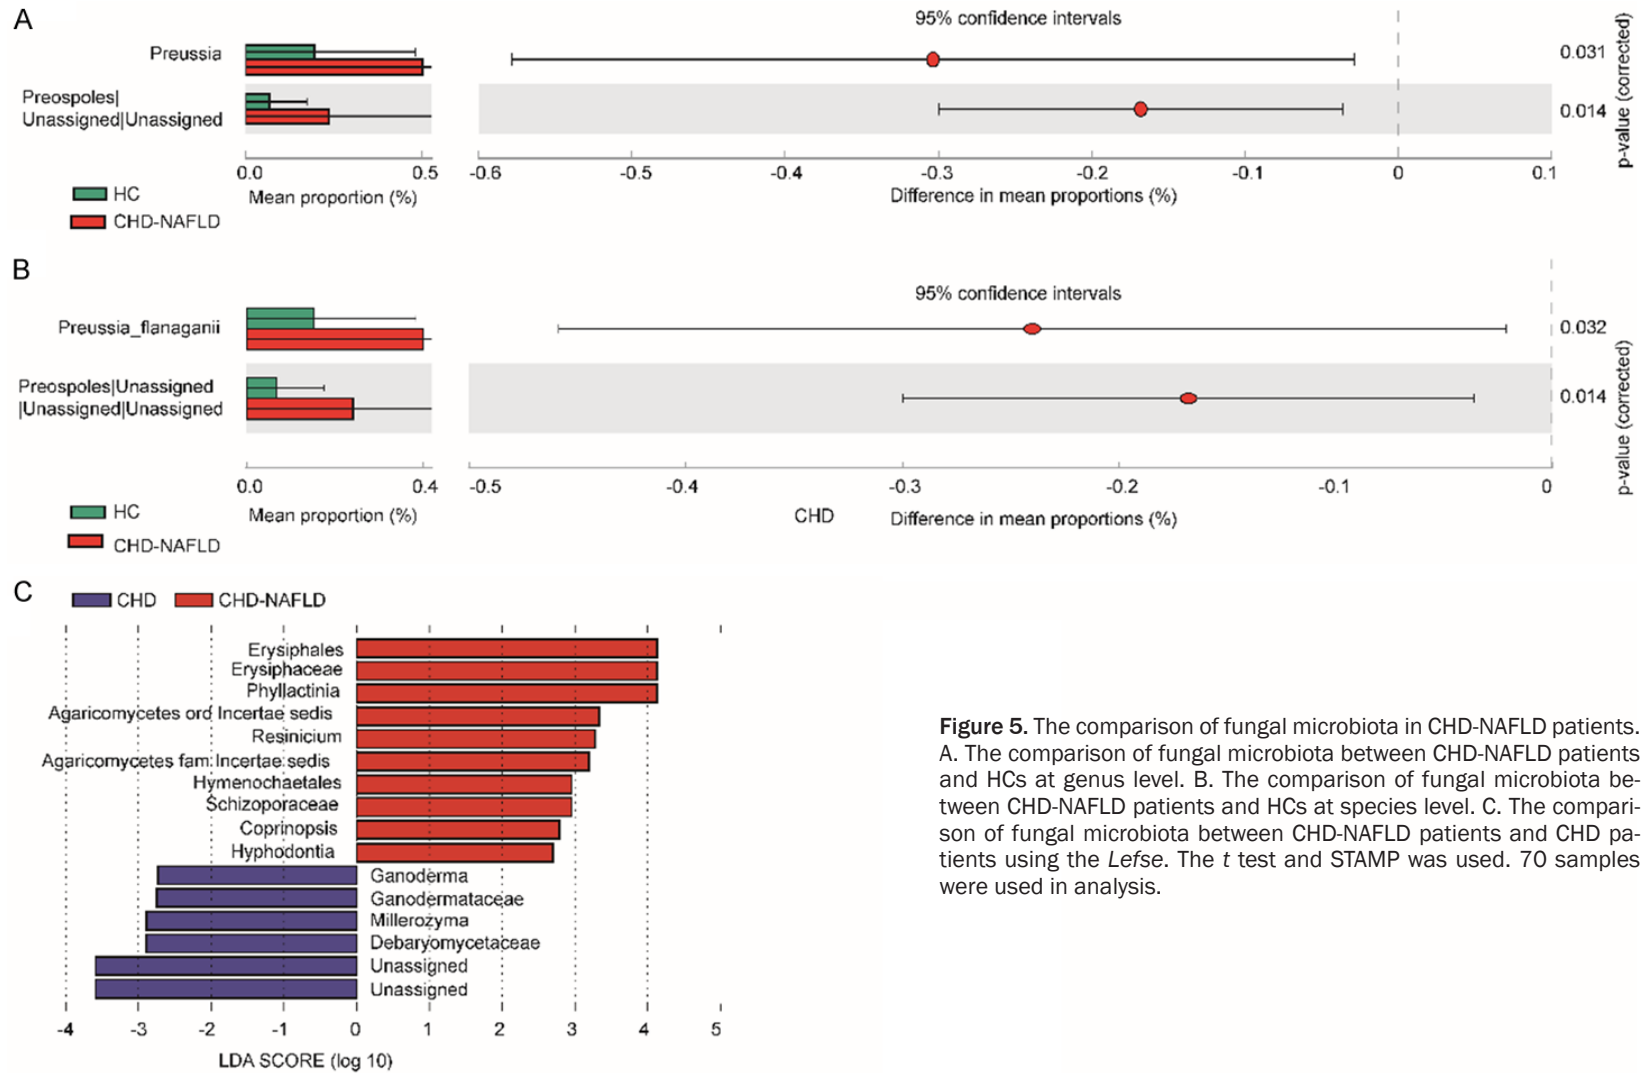 A
95% confidence intervals
Preussia
0.031
Preospoles|
Unassigned|Unassigned
0.014
p-value (corrected)
0.0 0.5 -0.6 -0.5 -0.4 -0.3 -0.2 -0.1 0 0.1
HC
Mean proportion (%)
Difference in mean proportions (%)
CHD-NAFLD
B
95% confidence intervals
Preussia_flanaganii
0.032
Preospoles|Unassigned
|Unassigned|Unassigned
0.014
p-value (corrected)
0.0 0.4 -0.5 -0.4 -0.3 -0.2 -0.1 0
HC
Mean proportion (%)
CHD
Difference in mean proportions (%)
CHD-NAFLD
C
CHD CHD-NAFLD
Erysiphales
Erysiphaceae
Phyllactinia
Agaricomycetes ord Incertae sedis
Resinicium
Agaricomycetes fam Incertae sedis
Hymenochaetales
Schizoporaceae
Coprinopsis
Hyphodontia
Ganoderma
Ganodermataceae
Millerozyma
Debaryomycetaceae
Unassigned
Unassigned
-4 -3 -2 -1 0 1 2 3 4 5
LDA SCORE (log 10)
Figure 5. The comparison of fungal microbiota in CHD-NAFLD patients.
A. The comparison of fungal microbiota between CHD-NAFLD patients
and HCs at genus level. B. The comparison of fungal microbiota be-
tween CHD-NAFLD patients and HCs at species level. C. The compari-
son of fungal microbiota between CHD-NAFLD patients and CHD pa-
tients using the Lefse. The t test and STAMP was used. 70 samples
were used in analysis.